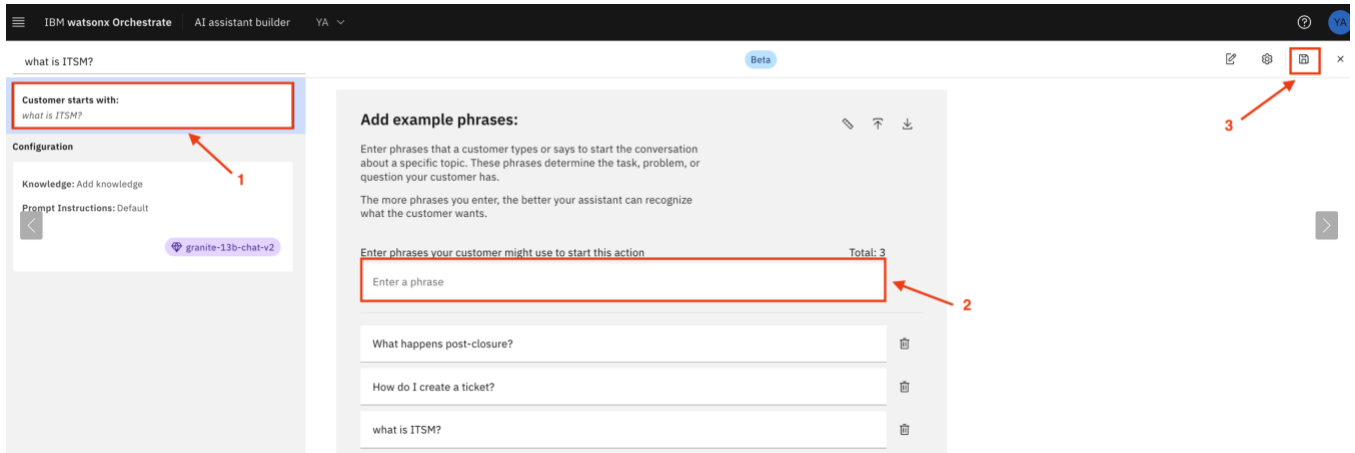 IBM watsonx Orchestrate AI assistant builder YA YA
what is ITSM? Beta
3
Customer starts with:
what is ITSM?
1
Configuration
Knowledge: Add knowledge
Prompt Instructions: Default
granite-13b-chat-v2
Add example phrases:
Enter phrases that a customer types or says to start the conversation
about a specific topic. These phrases determine the task, problem, or
question your customer has.
The more phrases you enter, the better your assistant can recognize
what the customer wants.
Enter phrases your customer might use to start this action Total: 3
Enter a phrase
2
What happens post-closure?
How do I create a ticket?
what is ITSM?